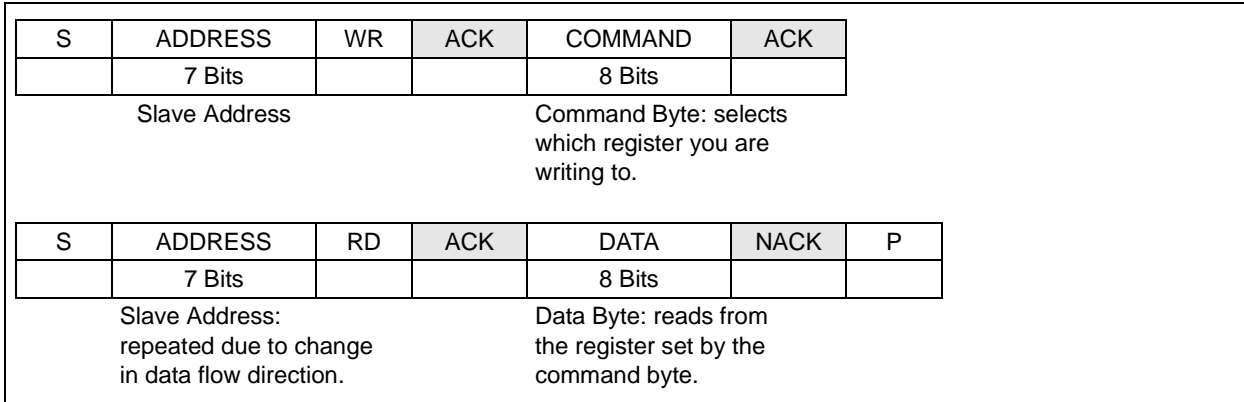 S ADDRESS WR ACK COMMAND ACK
7 Bits 8 Bits
Slave Address
Command Byte: selects
which register you are
writing to.
S ADDRESS RD ACK DATA NACK P
7 Bits 8 Bits
Slave Address:
repeated due to change
in data flow direction.
Data Byte: reads from
the register set by the
command byte.